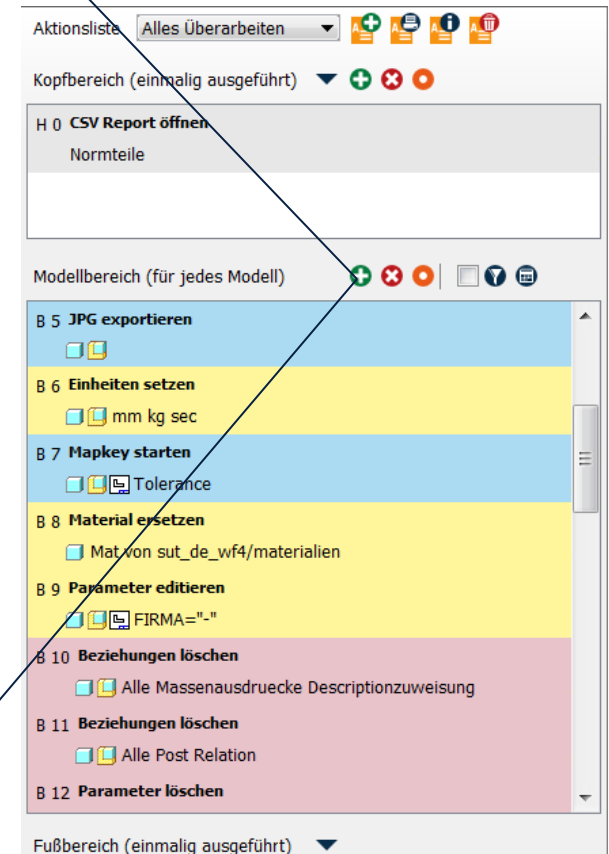 Aktionsliste Alles Überarbeiten
Kopfbereich (einmalig ausgeführt)
H 0 CSV Report öffnen
Normteile
Modellbereich (für jedes Modell)
B 5 JPG exportieren
B 6 Einheiten setzen
mm kg sec
B 7 Mapkey starten
Tolerance
B 8 Material ersetzen
Mat von sut_de_wf4/materialien
B 9 Parameter editieren
FIRMA="-"
B 10 Beziehungen löschen
Alle Massenausdruecke Descriptionzuweisung
B 11 Beziehungen löschen
Alle Post Relation
B 12 Parameter löschen
Fußbereich (einmalig ausgeführt)